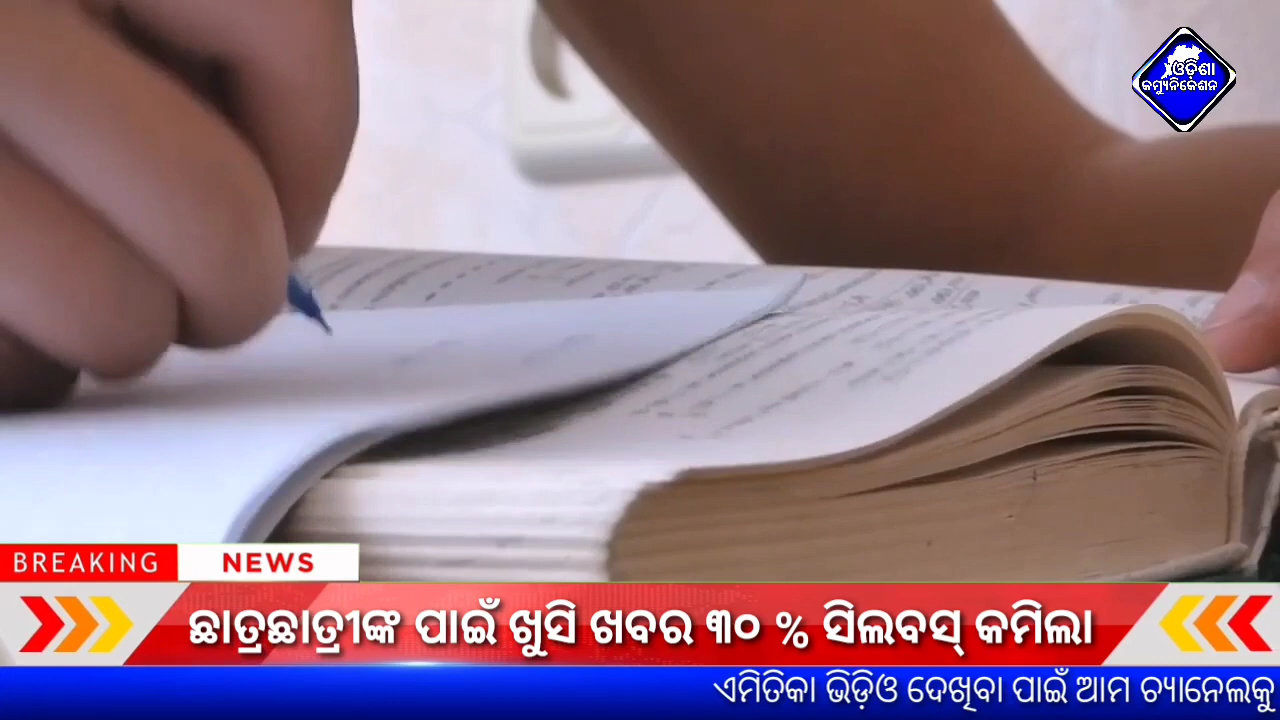 ଓଡ଼ିଶା
କମ୍ୟୁନିକେଶନ
BREAKING NEWS
ଛାତ୍ରଛାତ୍ରୀଙ୍କ ପାଇଁ ଖୁସି ଖବର ୩୦ % ସିଲବସ୍ କମିଲା
ଏମିତିକା ଭିଡ଼ିଓ ଦେଖିବା ପାଇଁ ଆମ ଚ୍ୟାନେଲକୁ